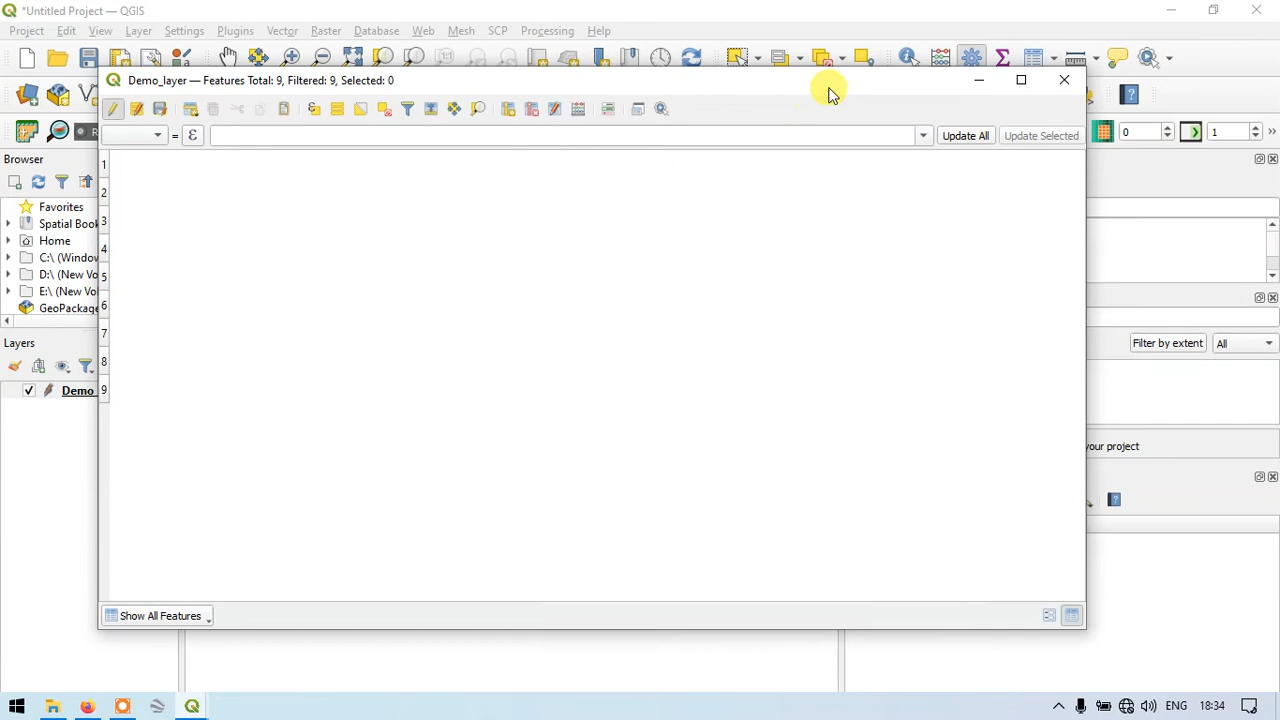 *Untitled Project — QGIS
Project Edit View Layer Settings Plugins Vector Raster Database Web Mesh SCP Processing Help
Demo_layer — Features Total: 9, Filtered: 9, Selected: 0
= ε Update All Update Selected
R 0 1
Browser
1
2
Favorites
3
Spatial Book
Home
4
C:\ (Window
D:\ (New Vo
5
E:\ (New Vo
6
GeoPackage
7
Layers
Filter by extent All
8
Demo
9
your project
Show All Features
ENG 18:34